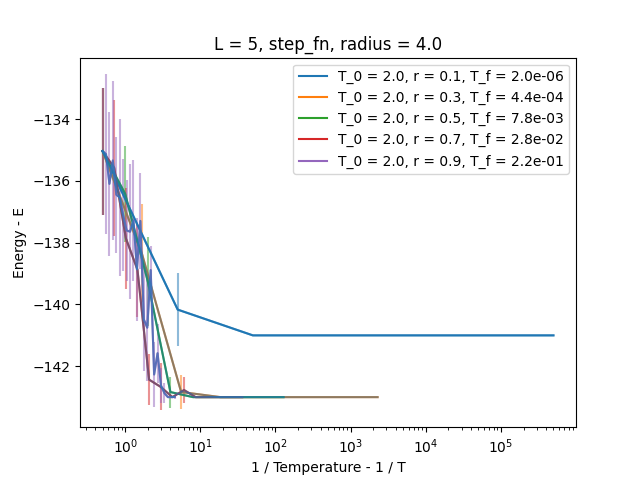 L = 5, step_fn, radius = 4.0
T_0 = 2.0, r = 0.1, T_f = 2.0e-06
T_0 = 2.0, r = 0.3, T_f = 4.4e-04
T_0 = 2.0, r = 0.5, T_f = 7.8e-03
T_0 = 2.0, r = 0.7, T_f = 2.8e-02
T_0 = 2.0, r = 0.9, T_f = 2.2e-01
Energy - E
−134
−136
−138
−140
−142
10⁰ 10¹ 10² 10³ 10⁴ 10⁵
1 / Temperature - 1 / T